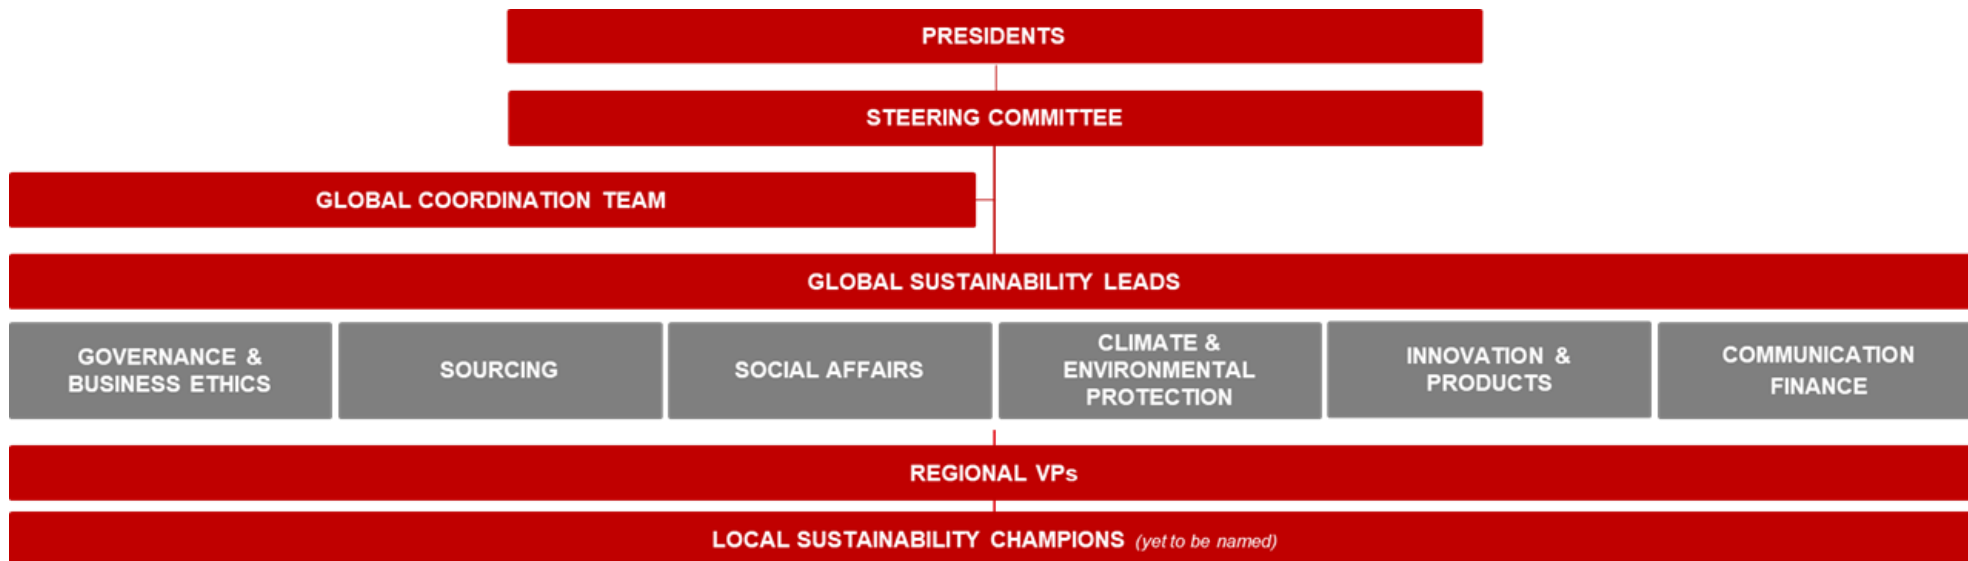 PRESIDENTS
STEERING COMMITTEE
GLOBAL COORDINATION TEAM
GLOBAL SUSTAINABILITY LEADS
GOVERNANCE &
BUSINESS ETHICS
SOURCING
SOCIAL AFFAIRS
CLIMATE &
ENVIRONMENTAL
PROTECTION
INNOVATION &
PRODUCTS
COMMUNICATION
FINANCE
REGIONAL VPs
LOCAL SUSTAINABILITY CHAMPIONS (yet to be named)